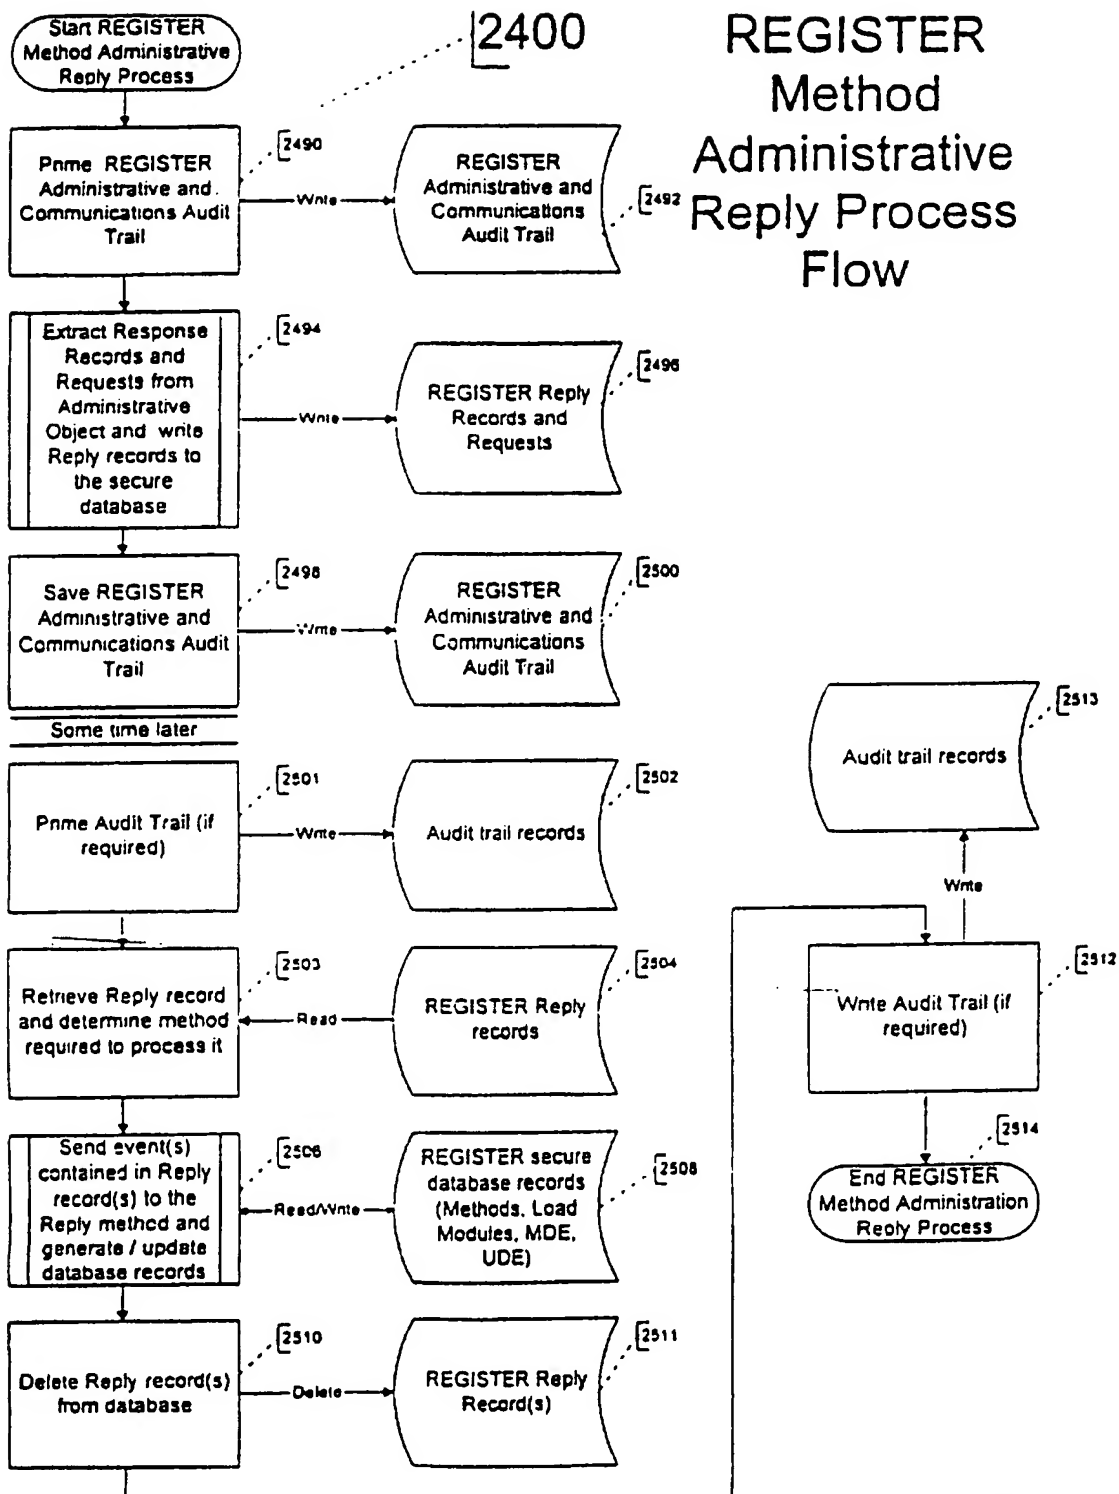 Start REGISTER
Method Administrative
Reply Process
2400
REGISTER
Method
Administrative
Reply Process
Flow
Prime REGISTER
Administrative and
Communications Audit
Trail
2490
Write
REGISTER
Administrative and
Communications
Audit Trail
2492
Extract Response
Records and
Requests from
Administrative
Object and write
Reply records to
the secure
database
2494
Write
REGISTER Reply
Records and
Requests
2496
Save REGISTER
Administrative and
Communications Audit
Trail
2498
Write
REGISTER
Administrative and
Communications
Audit Trail
2500
Some time later
Prime Audit Trail (if
required)
2501
Write
Audit trail records
2502
Retrieve Reply record
and determine method
required to process it
2503
Read
REGISTER Reply
records
2504
Send event(s)
contained in Reply
record(s) to the
Reply method and
generate / update
database records
2506
Read/Write
REGISTER secure
database records
(Methods, Load
Modules, MDE,
UDE)
2508
Delete Reply record(s)
from database
2510
Delete
REGISTER Reply
Record(s)
2511
Audit trail records
2513
Write
Write Audit Trail (if
required)
2512
2514
End REGISTER
Method Administration
Reply Process